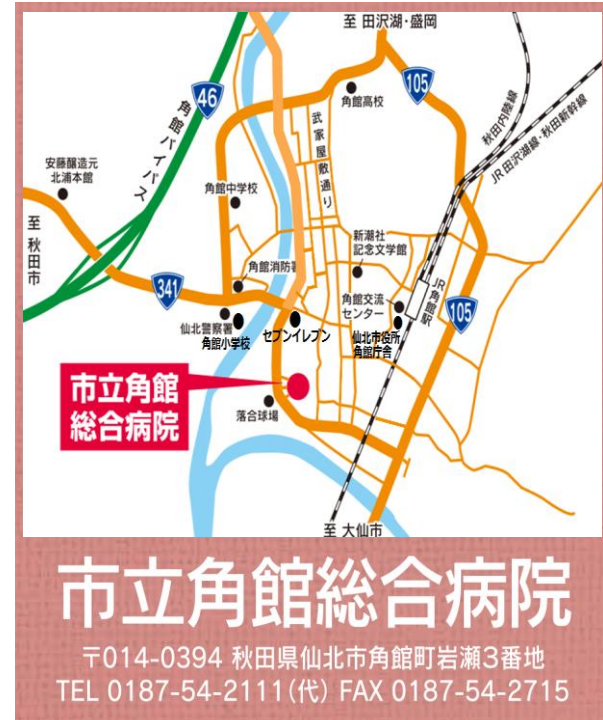 至 田沢湖・盛岡
46
105
角館バイパス
角館高校
秋田内陸線
JR 田沢湖線・秋田新幹線
武家屋敷通り
安藤醸造元
北浦本館
角館中学校
至 秋田市
新潮社
記念文学館
角館消防署
341
角館交流
センター
JR角館駅
105
仙北警察署
角館小学校
セブンイレブン
仙北市役所
角館庁舎
市立角館
総合病院
落合球場
至 大仙市
市立角館総合病院
〒014-0394 秋田県仙北市角館町岩瀬3番地
TEL 0187-54-2111(代) FAX 0187-54-2715